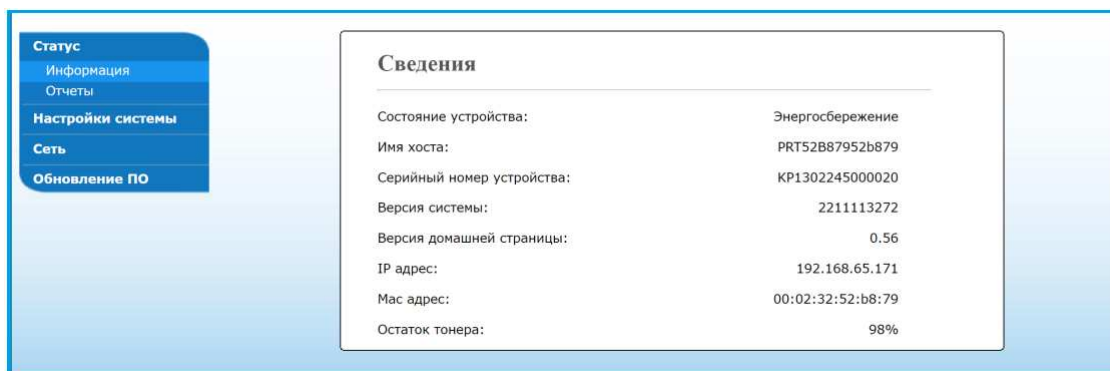 Статус
Информация
Отчеты
Настройки системы
Сеть
Обновление ПО
Сведения
Состояние устройства: Энергосбережение
Имя хоста: PRT52B87952b879
Серийный номер устройства: KP1302245000020
Версия системы: 2211113272
Версия домашней страницы: 0.56
IP адрес: 192.168.65.171
Mac адрес: 00:02:32:52:b8:79
Остаток тонера: 98%